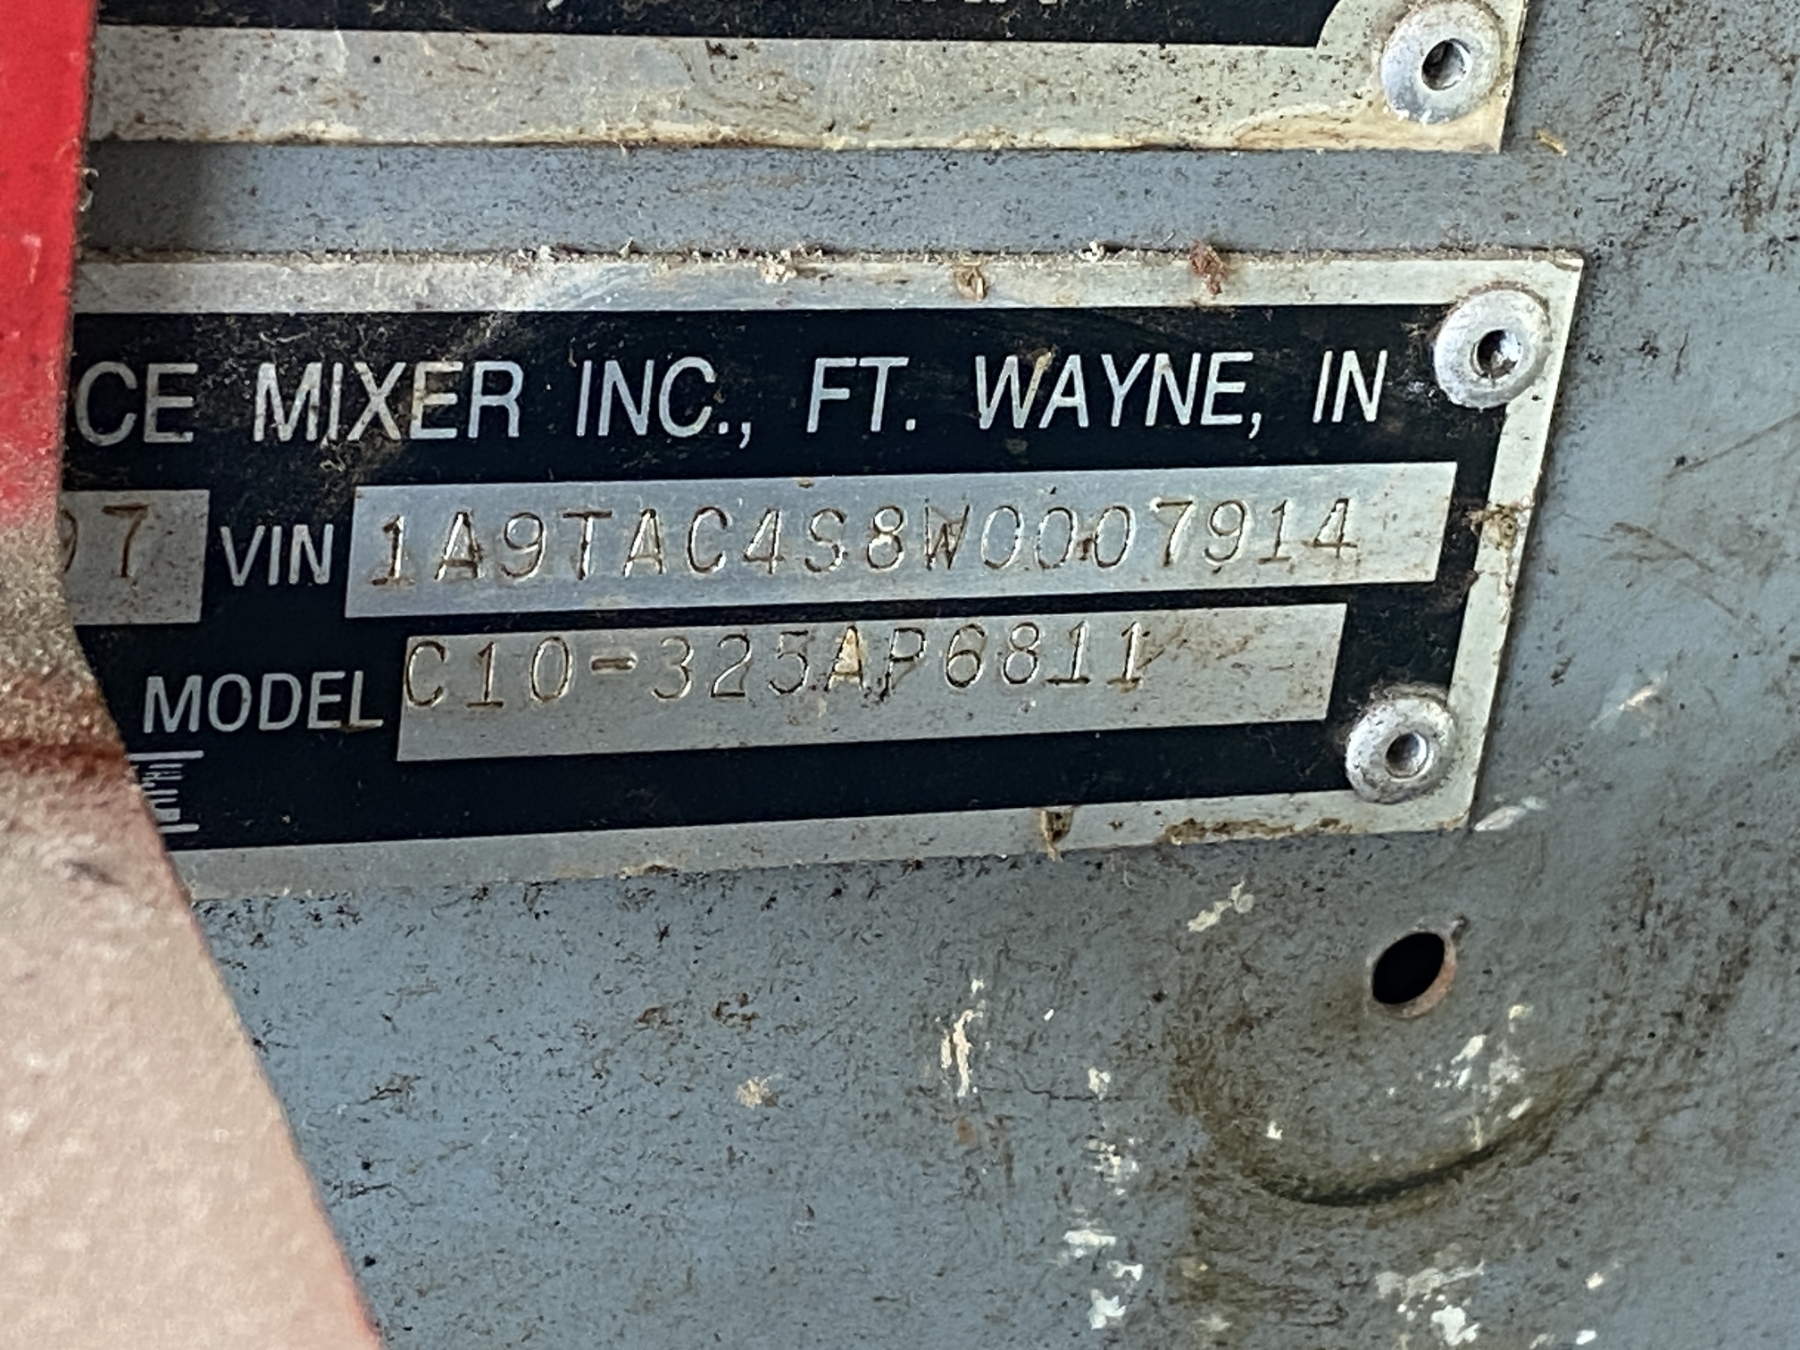 CE MIXER INC., FT. WAYNE, IN
97 VIN 1A9TAC4S8W0007914
MODEL C10-325AP6811